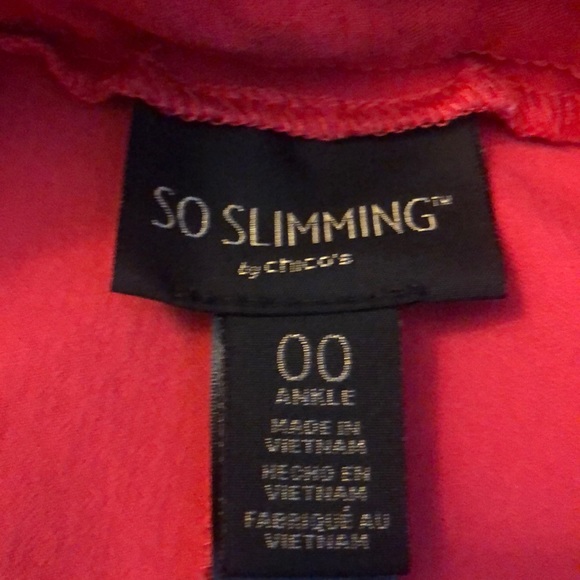 SO SLIMMING™
by chico's
00
ANKLE
MADE IN
VIETNAM
HECHO EN
VIETNAM
FABRIQUÉ AU
VIETNAM